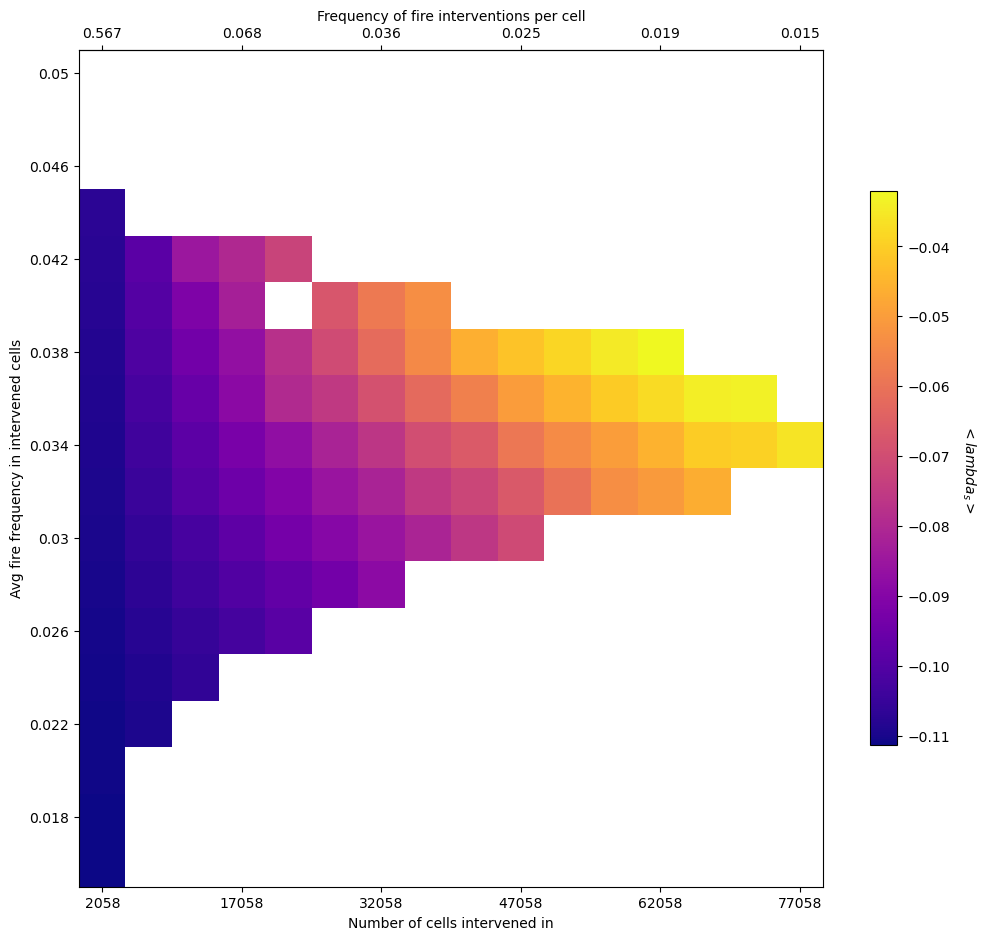 Frequency of fire interventions per cell
0.567 0.068 0.036 0.025 0.019 0.015
0.05
0.046
0.042
0.038
0.034
0.03
0.026
0.022
0.018
Avg fire frequency in intervened cells
2058 17058 32058 47058 62058 77058
Number of cells intervened in
−0.04
−0.05
−0.06
−0.07
−0.08
−0.09
−0.10
−0.11
< lambda_s >